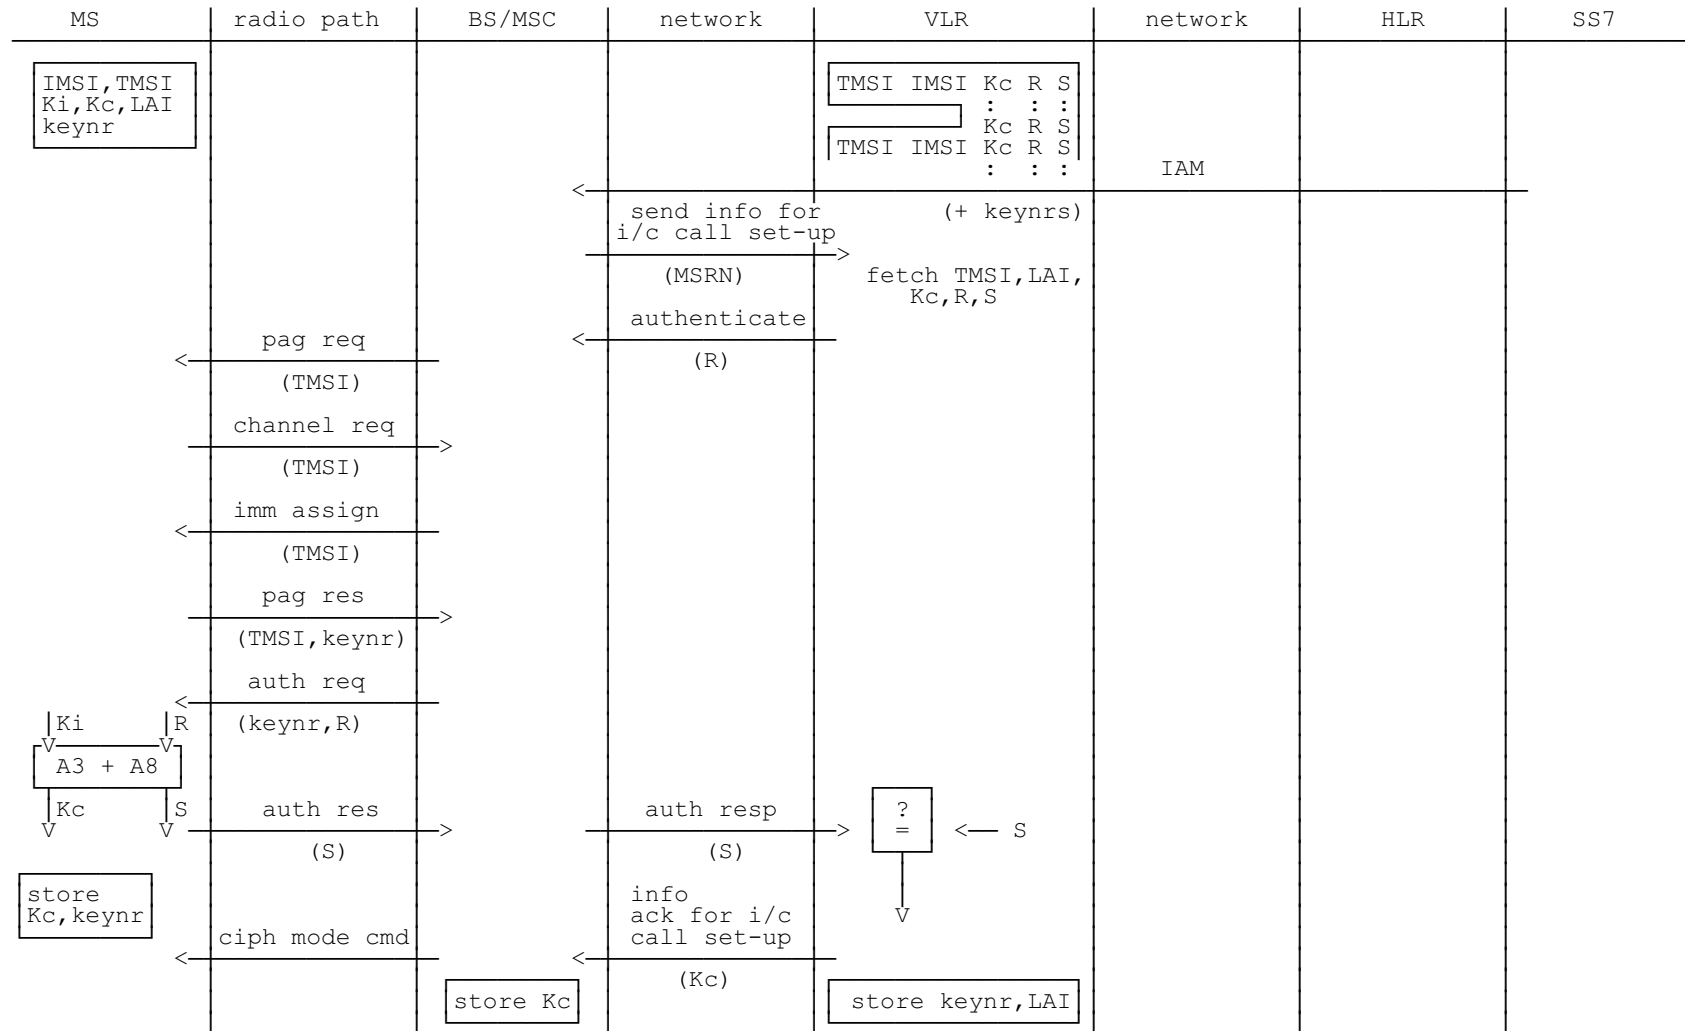 MS radio path BS/MSC network VLR network HLR SS7
IMSI,TMSI TMSI IMSI Kc R S
Ki,Kc,LAI : : :
keynr Kc R S
TMSI IMSI Kc R S
: : : IAM
send info for (+ keynrs)
i/c call set-up
(MSRN) fetch TMSI,LAI,
Kc,R,S
authenticate
pag req
(R)
(TMSI)
channel req
(TMSI)
imm assign
(TMSI)
pag res
(TMSI,keynr)
auth req
Ki R (keynr,R)
A3 + A8
Kc S auth res auth resp ?
= S
(S) (S)
store info
Kc,keynr ack for i/c
ciph mode cmd call set-up
(Kc)
store Kc store keynr,LAI